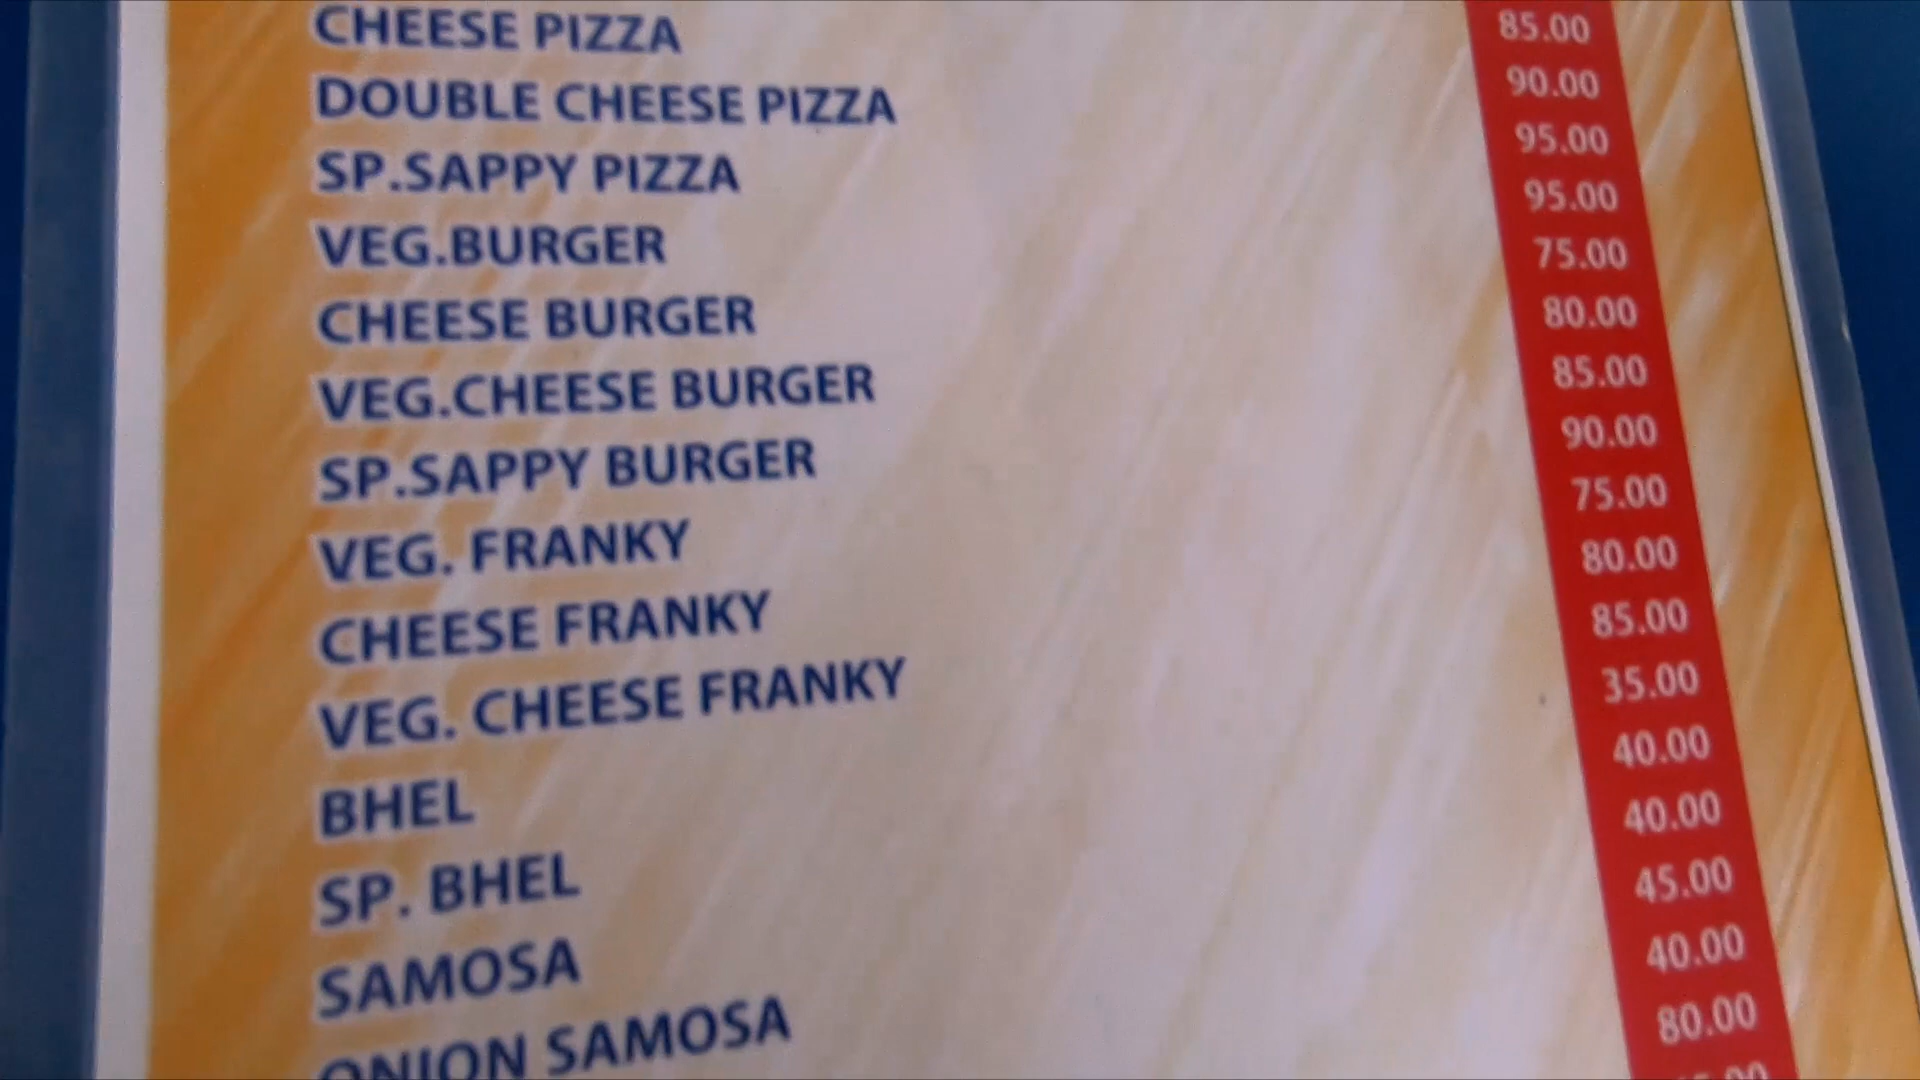 CHEESE PIZZA
DOUBLE CHEESE PIZZA
SP.SAPPY PIZZA
VEG.BURGER
CHEESE BURGER
VEG.CHEESE BURGER
SP.SAPPY BURGER
VEG. FRANKY
CHEESE FRANKY
VEG. CHEESE FRANKY
BHEL
SP. BHEL
SAMOSA
ONION SAMOSA
85.00
90.00
95.00
95.00
75.00
80.00
85.00
90.00
75.00
80.00
85.00
35.00
40.00
40.00
45.00
40.00
80.00